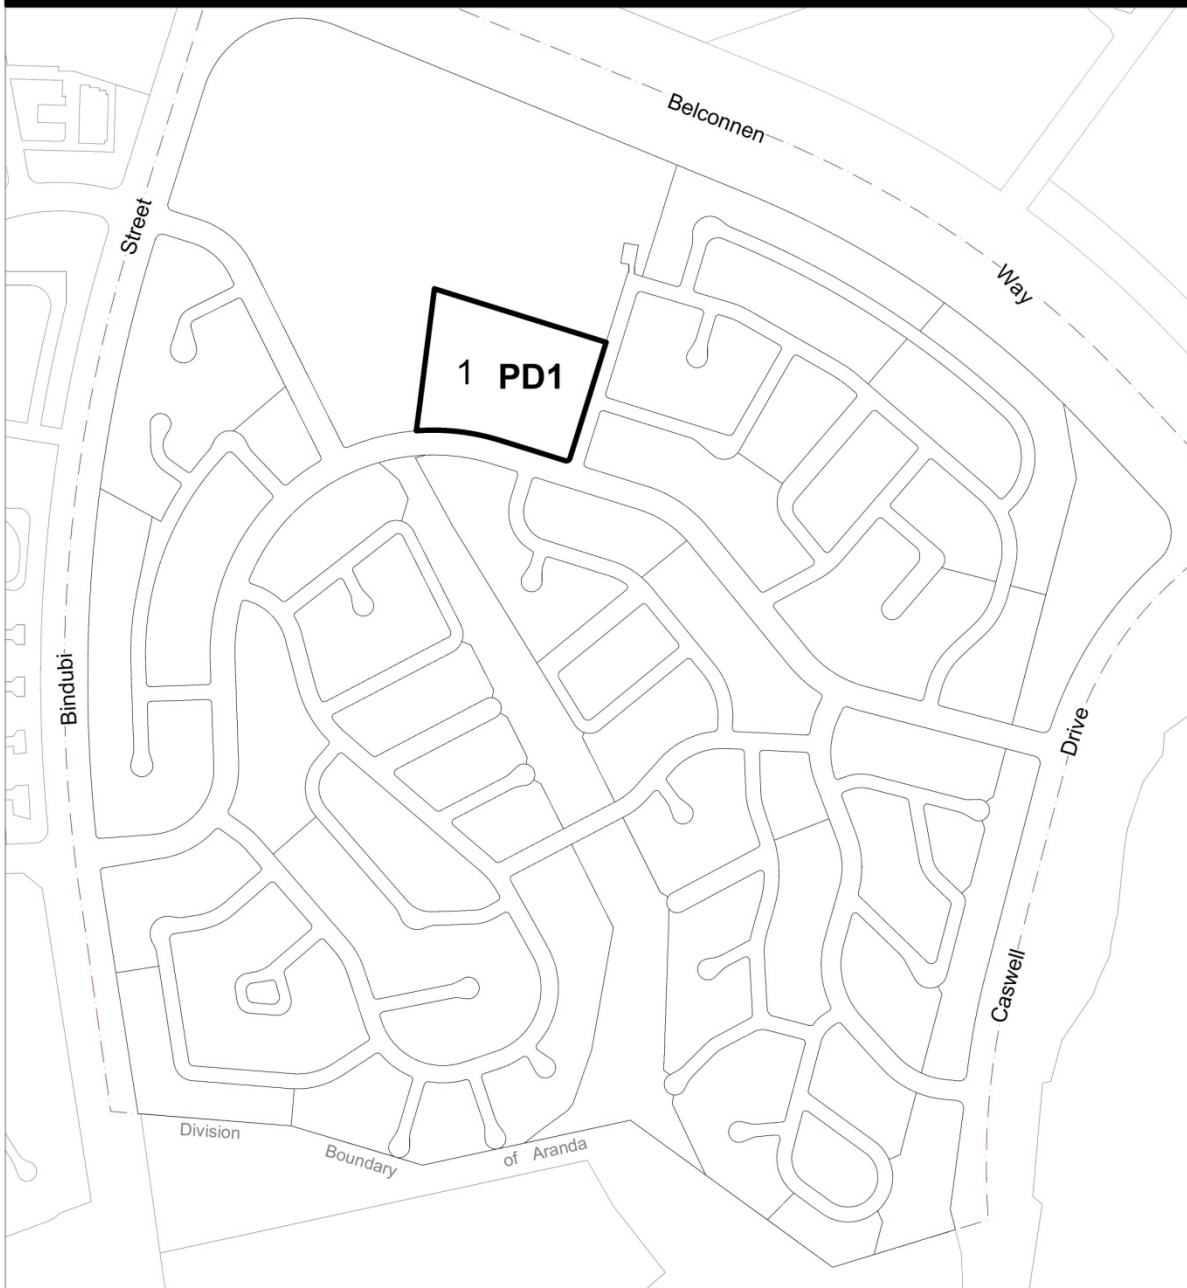 Belconnen
Way
Street
1 PD1
Bindubi
Drive
Caswell
Division
Boundary
of Aranda